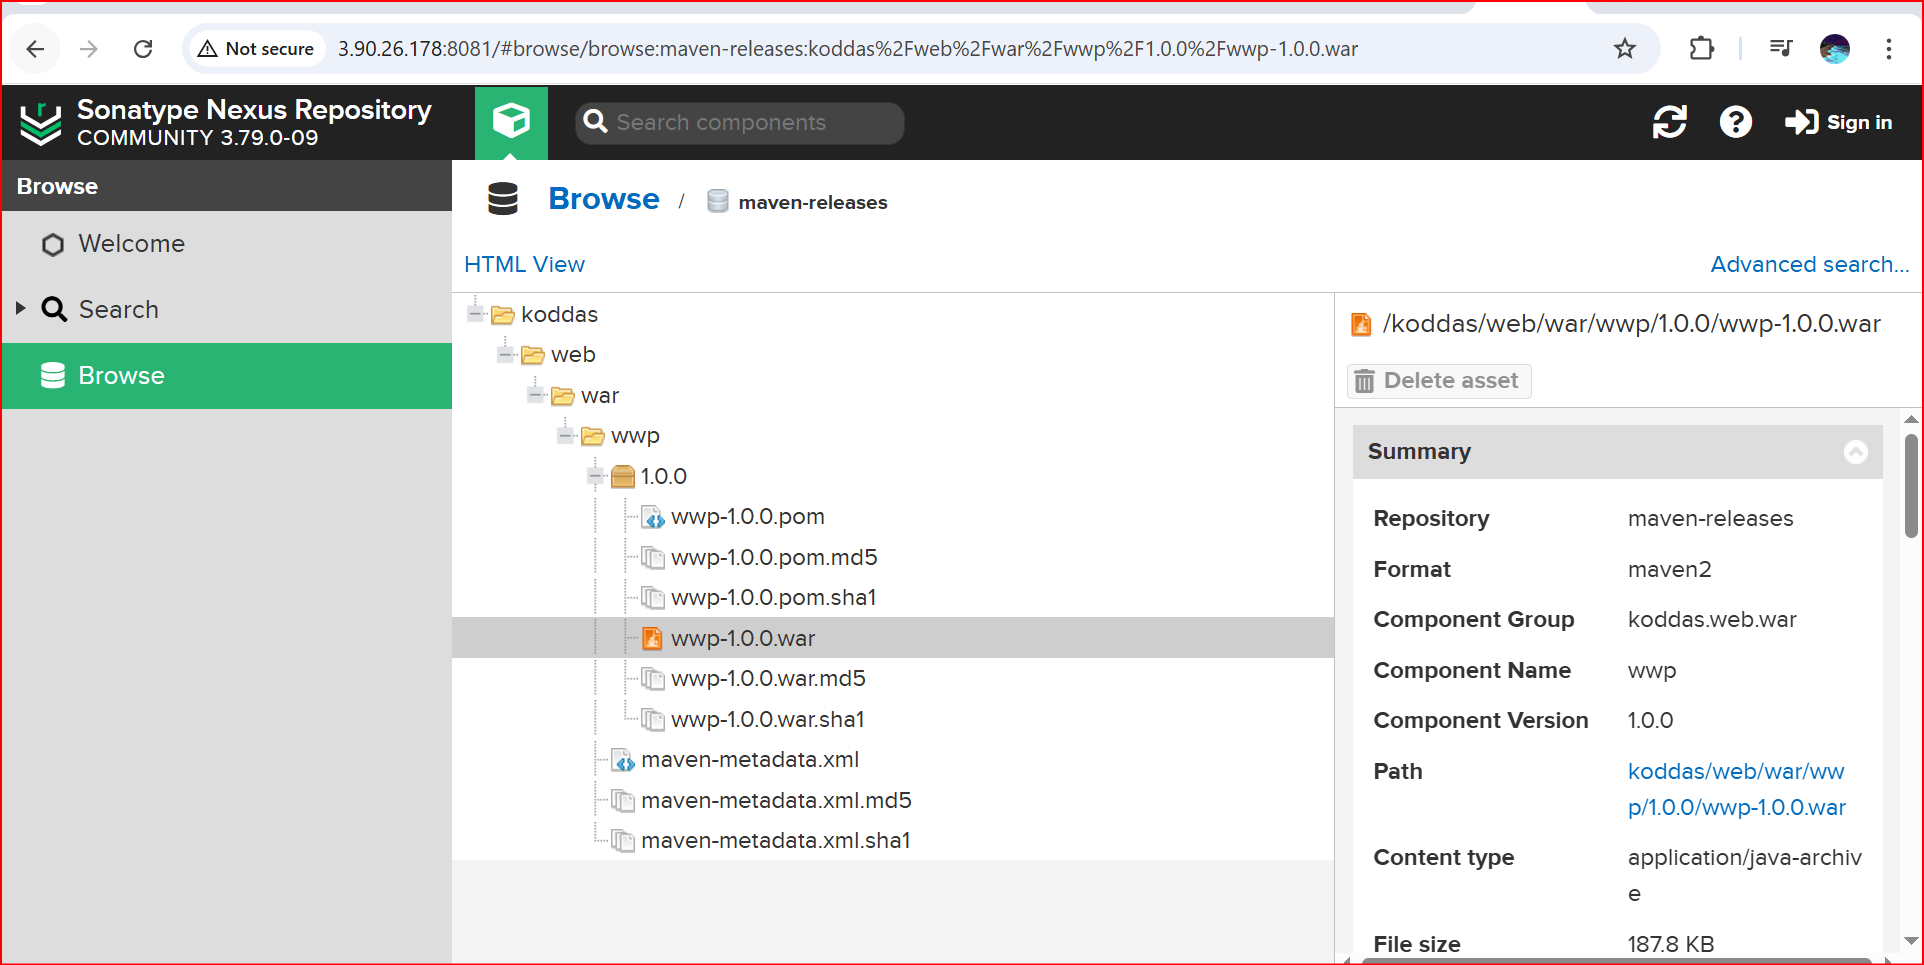 Not secure
3.90.26.178:8081/#browse/browse:maven-releases:koddas%2Fweb%2Fwar%2Fwwp%2F1.0.0%2Fwwp-1.0.0.war
Sonatype Nexus Repository
COMMUNITY 3.79.0-09
Search components
Sign in
Browse
Welcome
Search
Browse
Browse / maven-releases
HTML View
Advanced search...
koddas
web
war
wwp
1.0.0
wwp-1.0.0.pom
wwp-1.0.0.pom.md5
wwp-1.0.0.pom.sha1
wwp-1.0.0.war
wwp-1.0.0.war.md5
wwp-1.0.0.war.sha1
maven-metadata.xml
maven-metadata.xml.md5
maven-metadata.xml.sha1
/koddas/web/war/wwp/1.0.0/wwp-1.0.0.war
Delete asset
Summary
Repository maven-releases
Format maven2
Component Group koddas.web.war
Component Name wwp
Component Version 1.0.0
Path koddas/web/war/ww
p/1.0.0/wwp-1.0.0.war
Content type application/java-archiv
e
File size 187.8 KB